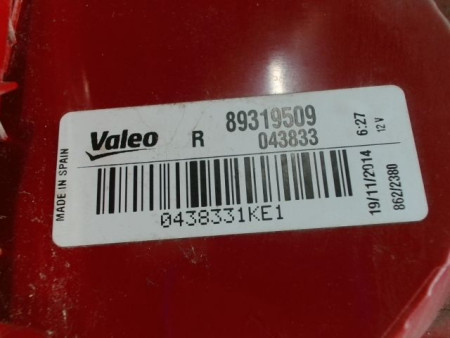 MADE IN SPAIN
Valeo R 89319509
043833
0438331KE1
19/11/2014 6:27
862/2380 12 V